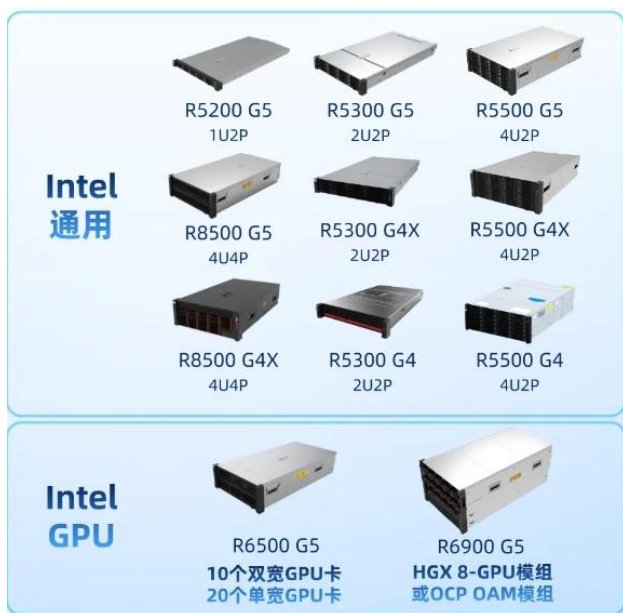 R5200 G5
1U2P
R5300 G5
2U2P
R5500 G5
4U2P
Intel
通用
R8500 G5
4U4P
R5300 G4X
2U2P
R5500 G4X
4U2P
R8500 G4X
4U4P
R5300 G4
2U2P
R5500 G4
4U2P
Intel
GPU
R6500 G5
10个双宽GPU卡
20个单宽GPU卡
R6900 G5
HGX 8-GPU模组
或OCP OAM模组